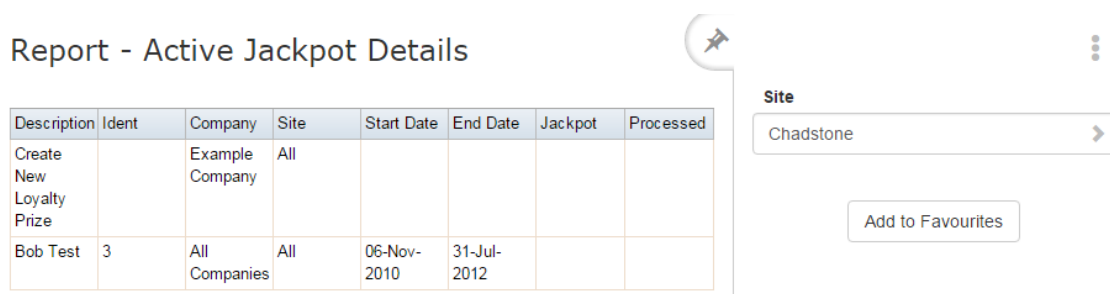 Report - Active Jackpot Details
Site
Description Ident Company Site Start Date End Date Jackpot Processed
Chadstone
Create Example All
New Company
Loyalty
Prize
Add to Favourites
Bob Test 3 All All 06-Nov- 31-Jul-
Companies 2010 2012